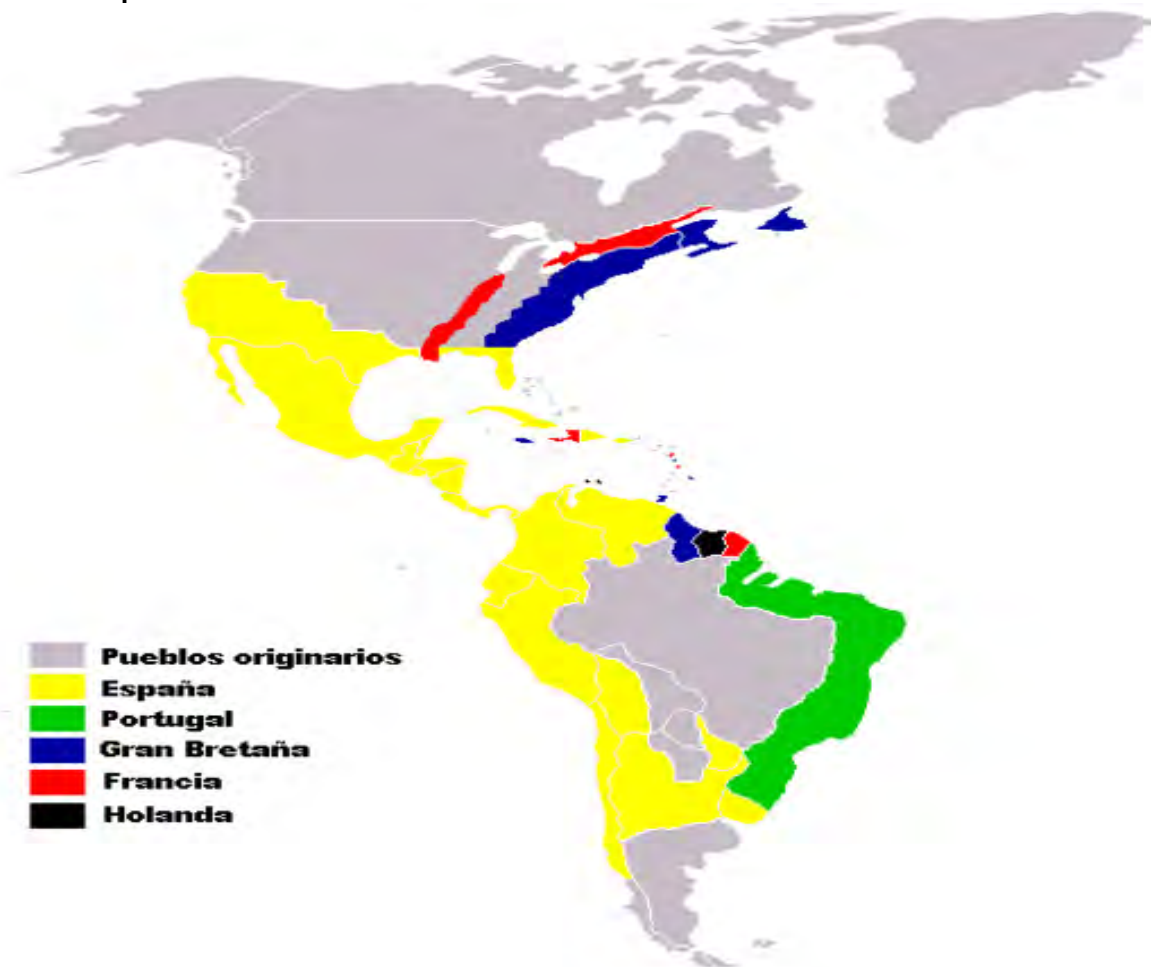 Pueblos originarios
España
Portugal
Gran Bretaña
Francia
Holanda